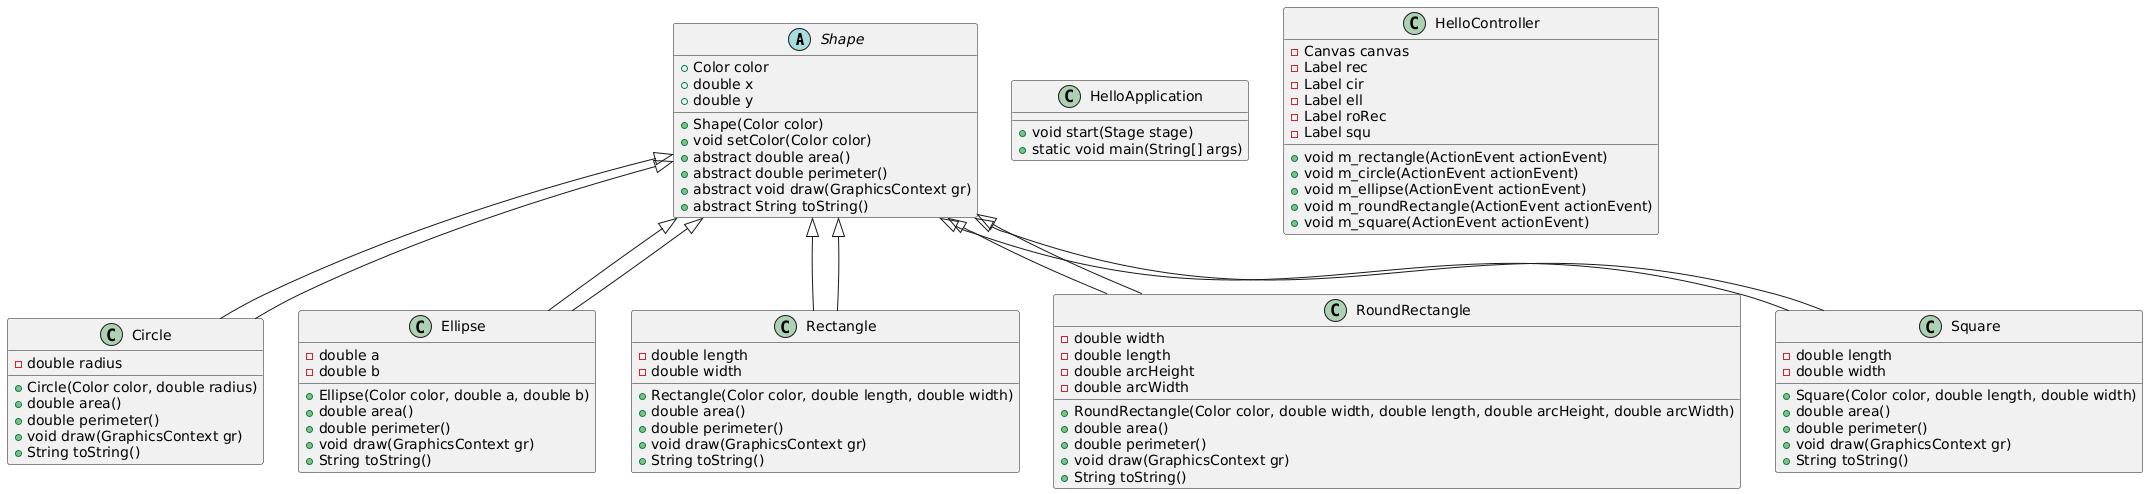 A Shape
Color color
double x
double y
Shape(Color color)
void setColor(Color color)
abstract double area()
abstract double perimeter()
abstract void draw(GraphicsContext gr)
abstract String toString()
C HelloApplication
void start(Stage stage)
static void main(String[] args)
C HelloController
Canvas canvas
Label rec
Label cir
Label ell
Label roRec
Label squ
void m_rectangle(ActionEvent actionEvent)
void m_circle(ActionEvent actionEvent)
void m_ellipse(ActionEvent actionEvent)
void m_roundRectangle(ActionEvent actionEvent)
void m_square(ActionEvent actionEvent)
C Circle
double radius
Circle(Color color, double radius)
double area()
double perimeter()
void draw(GraphicsContext gr)
String toString()
C Ellipse
double a
double b
Ellipse(Color color, double a, double b)
double area()
double perimeter()
void draw(GraphicsContext gr)
String toString()
C Rectangle
double length
double width
Rectangle(Color color, double length, double width)
double area()
double perimeter()
void draw(GraphicsContext gr)
String toString()
C RoundRectangle
double width
double length
double arcHeight
double arcWidth
RoundRectangle(Color color, double width, double length, double arcHeight, double arcWidth)
double area()
double perimeter()
void draw(GraphicsContext gr)
String toString()
C Square
double length
double width
Square(Color color, double length, double width)
double area()
double perimeter()
void draw(GraphicsContext gr)
String toString()